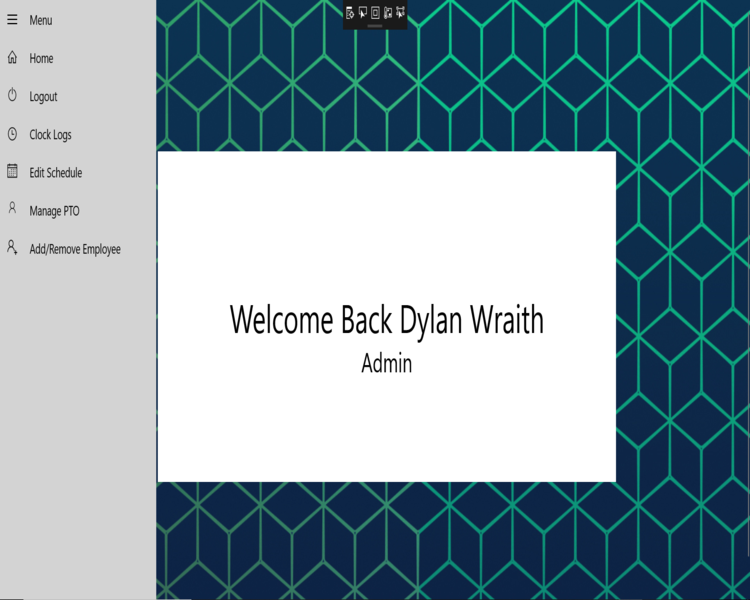 Menu
Home
Logout
Clock Logs
Edit Schedule
Manage PTO
Add/Remove Employee
Welcome Back Dylan Wraith
Admin